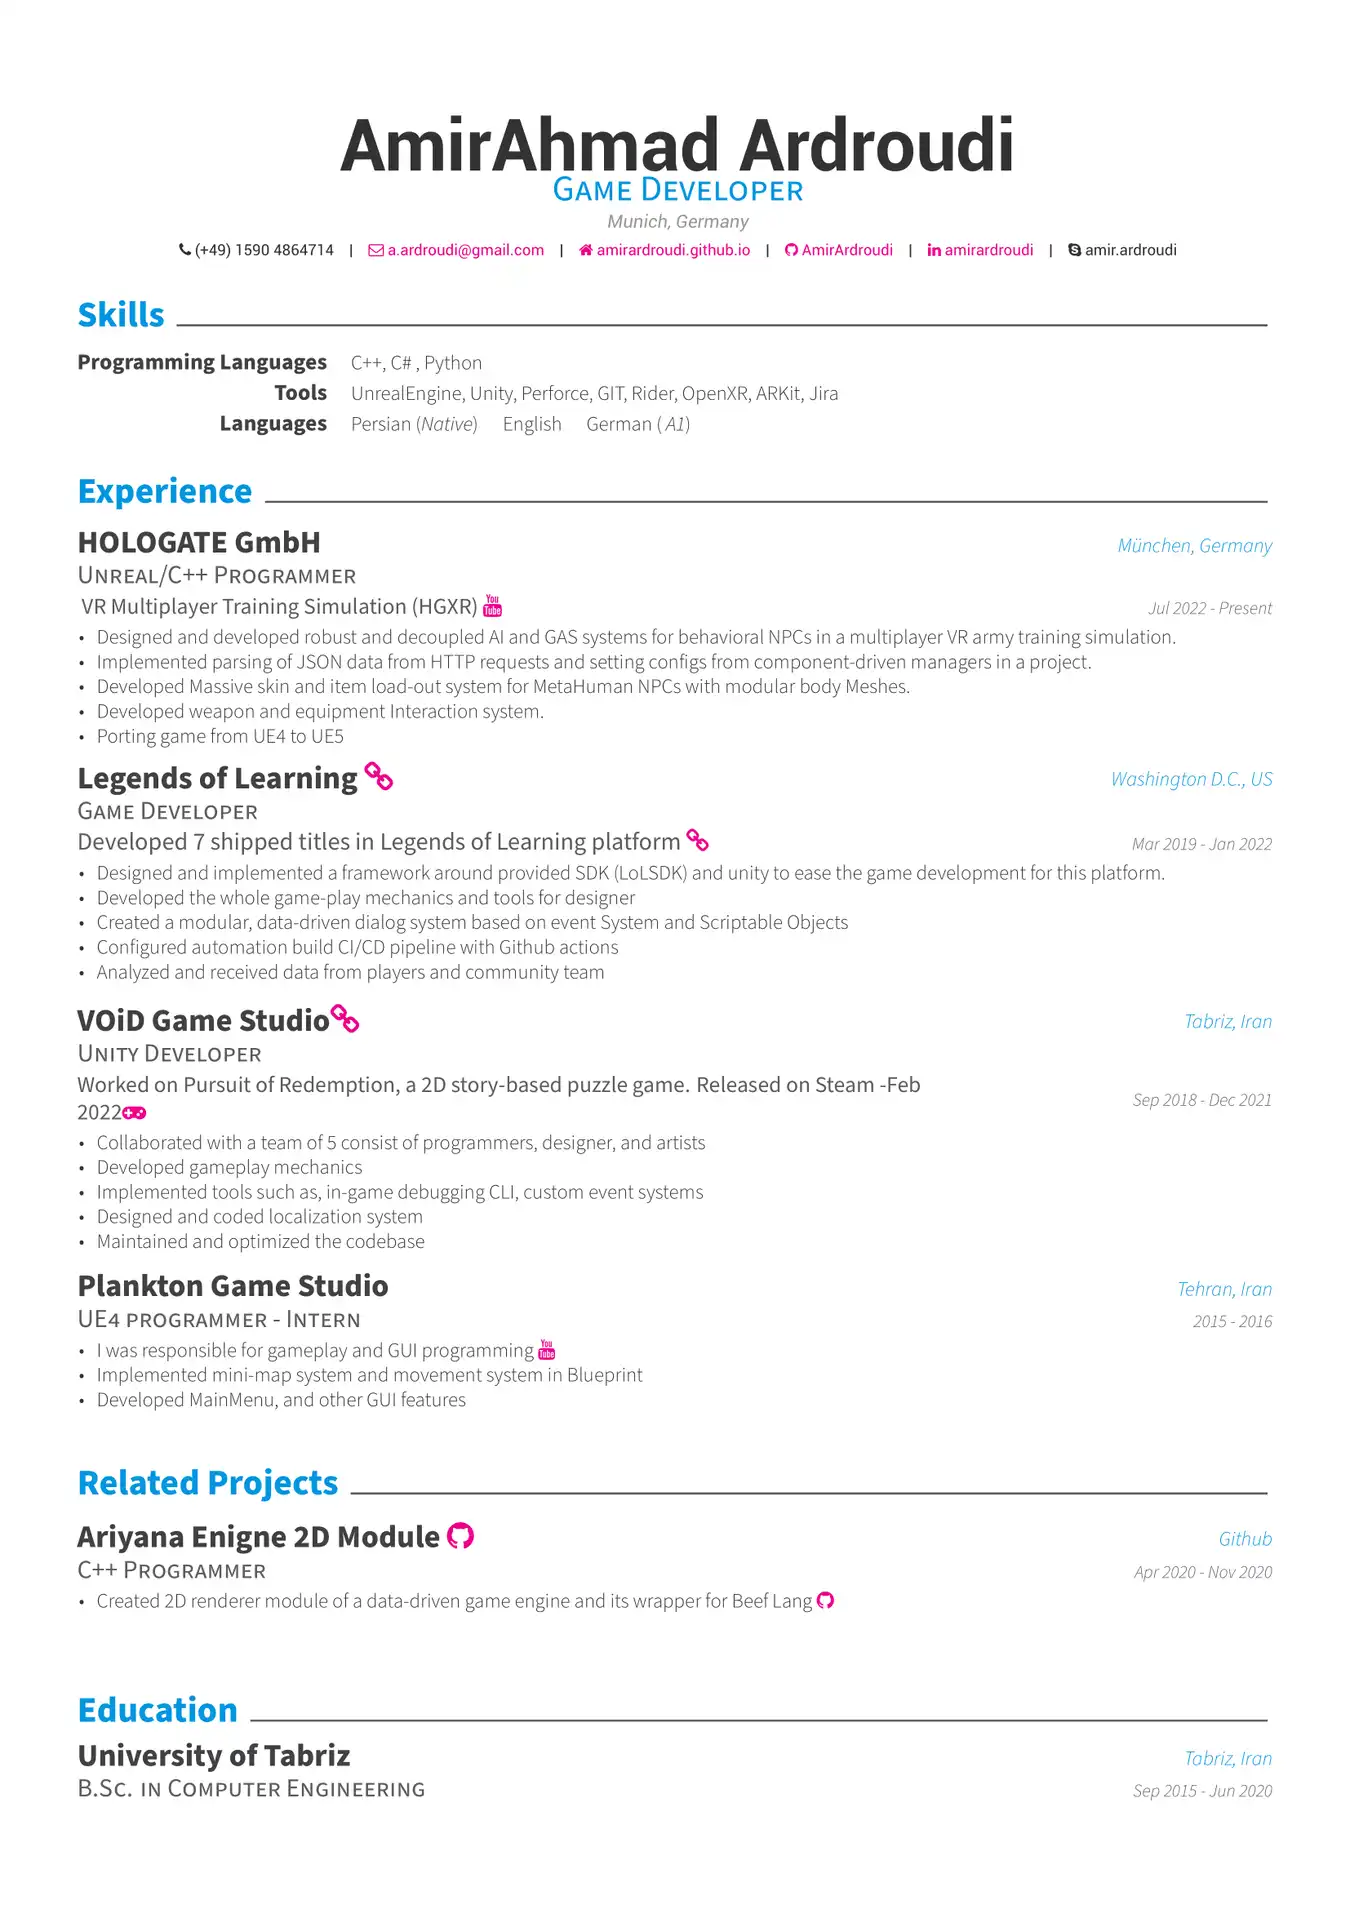 AmirAhmad Ardroudi
Game Developer
Munich, Germany
(+49) 1590 4864714 | a.ardroudi@gmail.com | amirardroudi.github.io | AmirArdroudi | amirardroudi | amir.ardroudi
Skills
Programming Languages C++, C# , Python
Tools UnrealEngine, Unity, Perforce, GIT, Rider, OpenXR, ARKit, Jira
Languages Persian (Native) English German ( A1)
Experience
HOLOGATE GmbH München, Germany
Unreal/C++ Programmer
VR Multiplayer Training Simulation (HGXR) You Tube Jul 2022 - Present
• Designed and developed robust and decoupled AI and GAS systems for behavioral NPCs in a multiplayer VR army training simulation.
• Implemented parsing of JSON data from HTTP requests and setting configs from component-driven managers in a project.
• Developed Massive skin and item load-out system for MetaHuman NPCs with modular body Meshes.
• Developed weapon and equipment Interaction system.
• Porting game from UE4 to UE5
Legends of Learning Washington D.C., US
Game Developer
Developed 7 shipped titles in Legends of Learning platform Mar 2019 - Jan 2022
• Designed and implemented a framework around provided SDK (LoLSDK) and unity to ease the game development for this platform.
• Developed the whole game-play mechanics and tools for designer
• Created a modular, data-driven dialog system based on event System and Scriptable Objects
• Configured automation build CI/CD pipeline with Github actions
• Analyzed and received data from players and community team
VOiD Game Studio Tabriz, Iran
Unity Developer
Worked on Pursuit of Redemption, a 2D story-based puzzle game. Released on Steam -Feb
2022 Sep 2018 - Dec 2021
• Collaborated with a team of 5 consist of programmers, designer, and artists
• Developed gameplay mechanics
• Implemented tools such as, in-game debugging CLI, custom event systems
• Designed and coded localization system
• Maintained and optimized the codebase
Plankton Game Studio Tehran, Iran
UE4 programmer - Intern 2015 - 2016
• I was responsible for gameplay and GUI programming You Tube
• Implemented mini-map system and movement system in Blueprint
• Developed MainMenu, and other GUI features
Related Projects
Ariyana Enigne 2D Module Github
C++ Programmer Apr 2020 - Nov 2020
• Created 2D renderer module of a data-driven game engine and its wrapper for Beef Lang
Education
University of Tabriz Tabriz, Iran
B.Sc. in Computer Engineering Sep 2015 - Jun 2020